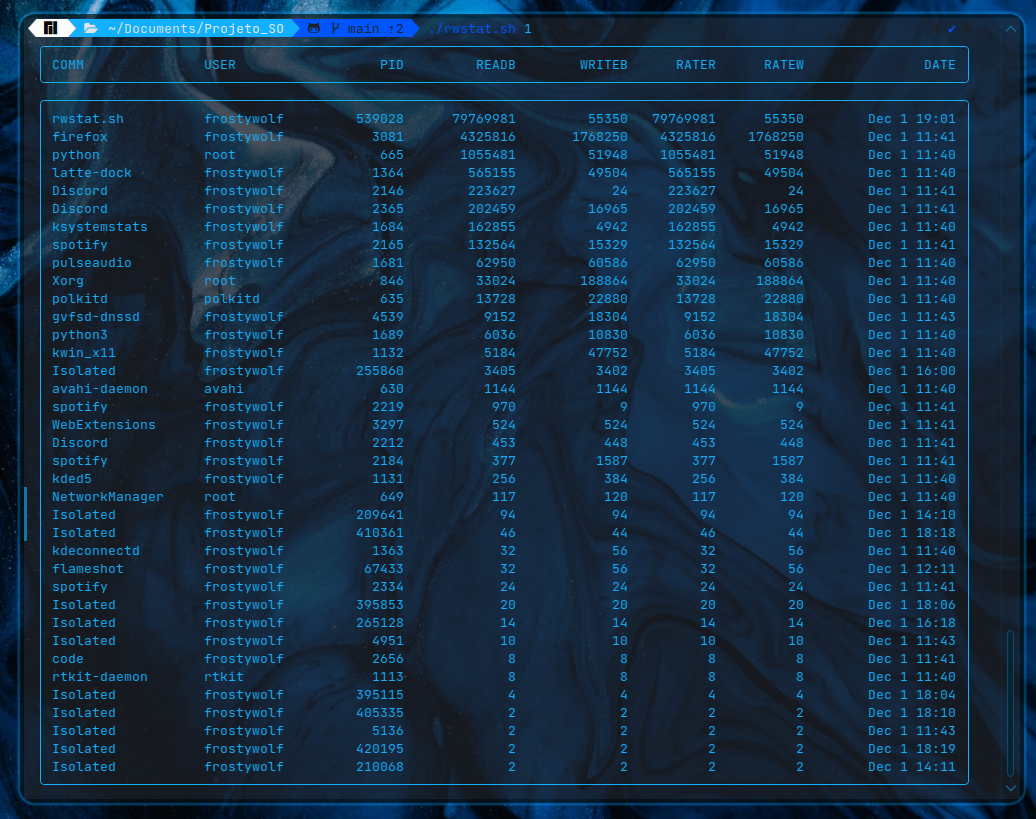 ~/Documents/Projeto_SO main ↑2 ./rwstat.sh 1 ✔
COMM USER PID READB WRITEB RATER RATEW DATE
rwstat.sh frostywolf 539028 79769981 55350 79769981 55350 Dec 1 19:01
firefox frostywolf 3081 4325816 1768250 4325816 1768250 Dec 1 11:41
python root 665 1055481 51948 1055481 51948 Dec 1 11:40
latte-dock frostywolf 1364 565155 49504 565155 49504 Dec 1 11:40
Discord frostywolf 2146 223627 24 223627 24 Dec 1 11:41
Discord frostywolf 2365 202459 16965 202459 16965 Dec 1 11:41
ksystemstats frostywolf 1684 162855 4942 162855 4942 Dec 1 11:40
spotify frostywolf 2165 132564 15329 132564 15329 Dec 1 11:41
pulseaudio frostywolf 1681 62950 60586 62950 60586 Dec 1 11:40
Xorg root 846 33024 188864 33024 188864 Dec 1 11:40
polkitd polkitd 635 13728 22880 13728 22880 Dec 1 11:40
gvfsd-dnssd frostywolf 4539 9152 18304 9152 18304 Dec 1 11:43
python3 frostywolf 1689 6036 10830 6036 10830 Dec 1 11:40
kwin_x11 frostywolf 1132 5184 47752 5184 47752 Dec 1 11:40
Isolated frostywolf 255860 3405 3402 3405 3402 Dec 1 16:00
avahi-daemon avahi 630 1144 1144 1144 1144 Dec 1 11:40
spotify frostywolf 2219 970 9 970 9 Dec 1 11:41
WebExtensions frostywolf 3297 524 524 524 524 Dec 1 11:41
Discord frostywolf 2212 453 448 453 448 Dec 1 11:41
spotify frostywolf 2184 377 1587 377 1587 Dec 1 11:41
kded5 frostywolf 1131 256 384 256 384 Dec 1 11:40
NetworkManager root 649 117 120 117 120 Dec 1 11:40
Isolated frostywolf 209641 94 94 94 94 Dec 1 14:10
Isolated frostywolf 410361 46 44 46 44 Dec 1 18:18
kdeconnectd frostywolf 1363 32 56 32 56 Dec 1 11:40
flameshot frostywolf 67433 32 56 32 56 Dec 1 12:11
spotify frostywolf 2334 24 24 24 24 Dec 1 11:41
Isolated frostywolf 395853 20 20 20 20 Dec 1 18:06
Isolated frostywolf 265128 14 14 14 14 Dec 1 16:18
Isolated frostywolf 4951 10 10 10 10 Dec 1 11:43
code frostywolf 2656 8 8 8 8 Dec 1 11:41
rtkit-daemon rtkit 1113 8 8 8 8 Dec 1 11:40
Isolated frostywolf 395115 4 4 4 4 Dec 1 18:04
Isolated frostywolf 405335 2 2 2 2 Dec 1 18:10
Isolated frostywolf 5136 2 2 2 2 Dec 1 11:43
Isolated frostywolf 420195 2 2 2 2 Dec 1 18:19
Isolated frostywolf 210068 2 2 2 2 Dec 1 14:11